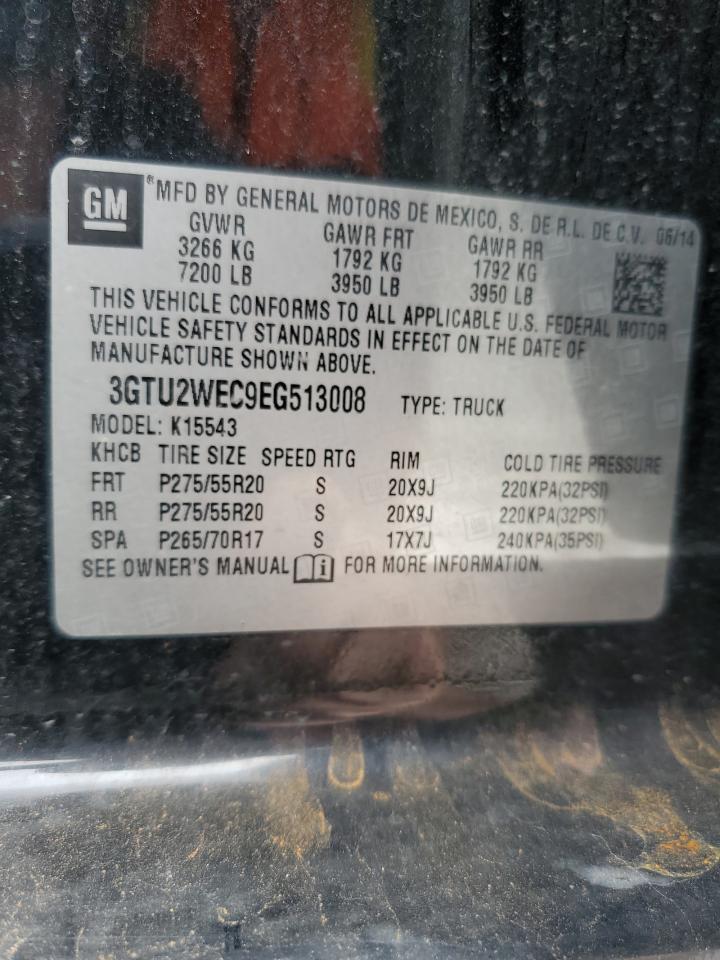 GM ® MFD BY GENERAL MOTORS DE MEXICO, S. DE R.L. DE C.V. 06/14
GVWR GAWR FRT GAWR RR
3266 KG 1792 KG 1792 KG
7200 LB 3950 LB 3950 LB
THIS VEHICLE CONFORMS TO ALL APPLICABLE U.S. FEDERAL MOTOR
VEHICLE SAFETY STANDARDS IN EFFECT ON THE DATE OF
MANUFACTURE SHOWN ABOVE.
3GTU2WEC9EG513008 TYPE: TRUCK
MODEL: K15543
KHCB TIRE SIZE SPEED RTG RIM COLD TIRE PRESSURE
FRT P275/55R20 S 20X9J 220KPA(32PSI)
RR P275/55R20 S 20X9J 220KPA(32PSI)
SPA P265/70R17 S 17X7J 240KPA(35PSI)
SEE OWNER'S MANUAL i FOR MORE INFORMATION.